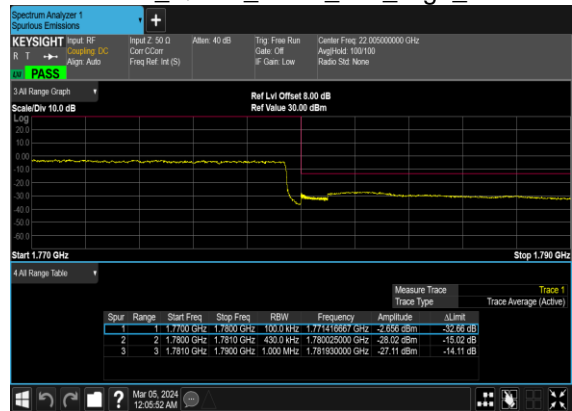 Spectrum Analyzer 1
Spurious Emissions
+
KEYSIGHT Input: RF Input Z: 50 Ω Atten: 40 dB Trig: Free Run Center Freq: 22.005000000 GHz
R T Coupling: DC Corr CCorr Gate: Off Avg|Hold: 100/100
Align: Auto Freq Ref: Int (S) IF Gain: Low Radio Std: None
LW PASS
3 All Range Graph
Ref Lvl Offset 8.00 dB
Scale/Div 10.0 dB Ref Value 30.00 dBm
Log
20.0
10.0
0.00
-10.0
-20.0
-30.0
-40.0
-50.0
-60.0
Start 1.770 GHz Stop 1.790 GHz
4 All Range Table
Measure Trace Trace 1
Trace Type Trace Average (Active)
Spur Range Start Freq Stop Freq RBW Frequency Amplitude ΔLimit
1 1 1.7700 GHz 1.7800 GHz 100.0 kHz 1.771416667 GHz -2.656 dBm -32.66 dB
2 2 1.7800 GHz 1.7810 GHz 430.0 kHz 1.780025000 GHz -28.02 dBm -15.02 dB
3 3 1.7810 GHz 1.7900 GHz 1.000 MHz 1.781930000 GHz -27.11 dBm -14.11 dB
? Mar 05, 2024
12:05:52 AM